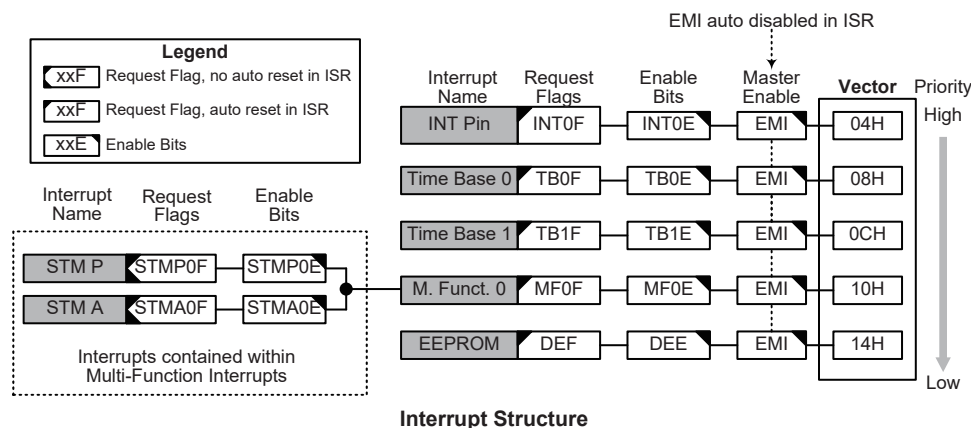 EMI auto disabled in ISR
Legend
xxF Request Flag, no auto reset in ISR
xxF Request Flag, auto reset in ISR
xxE Enable Bits
Interrupt Name Request Flags Enable Bits Master Enable Vector Priority
High
INT Pin INT0F INT0E EMI 04H
Time Base 0 TB0F TB0E EMI 08H
Time Base 1 TB1F TB1E EMI 0CH
M. Funct. 0 MF0F MF0E EMI 10H
EEPROM DEF DEE EMI 14H
Low
Interrupt Name Request Flags Enable Bits
STM P STMP0F STMP0E
STM A STMA0F STMA0E
Interrupts contained within
Multi-Function Interrupts
Interrupt Structure